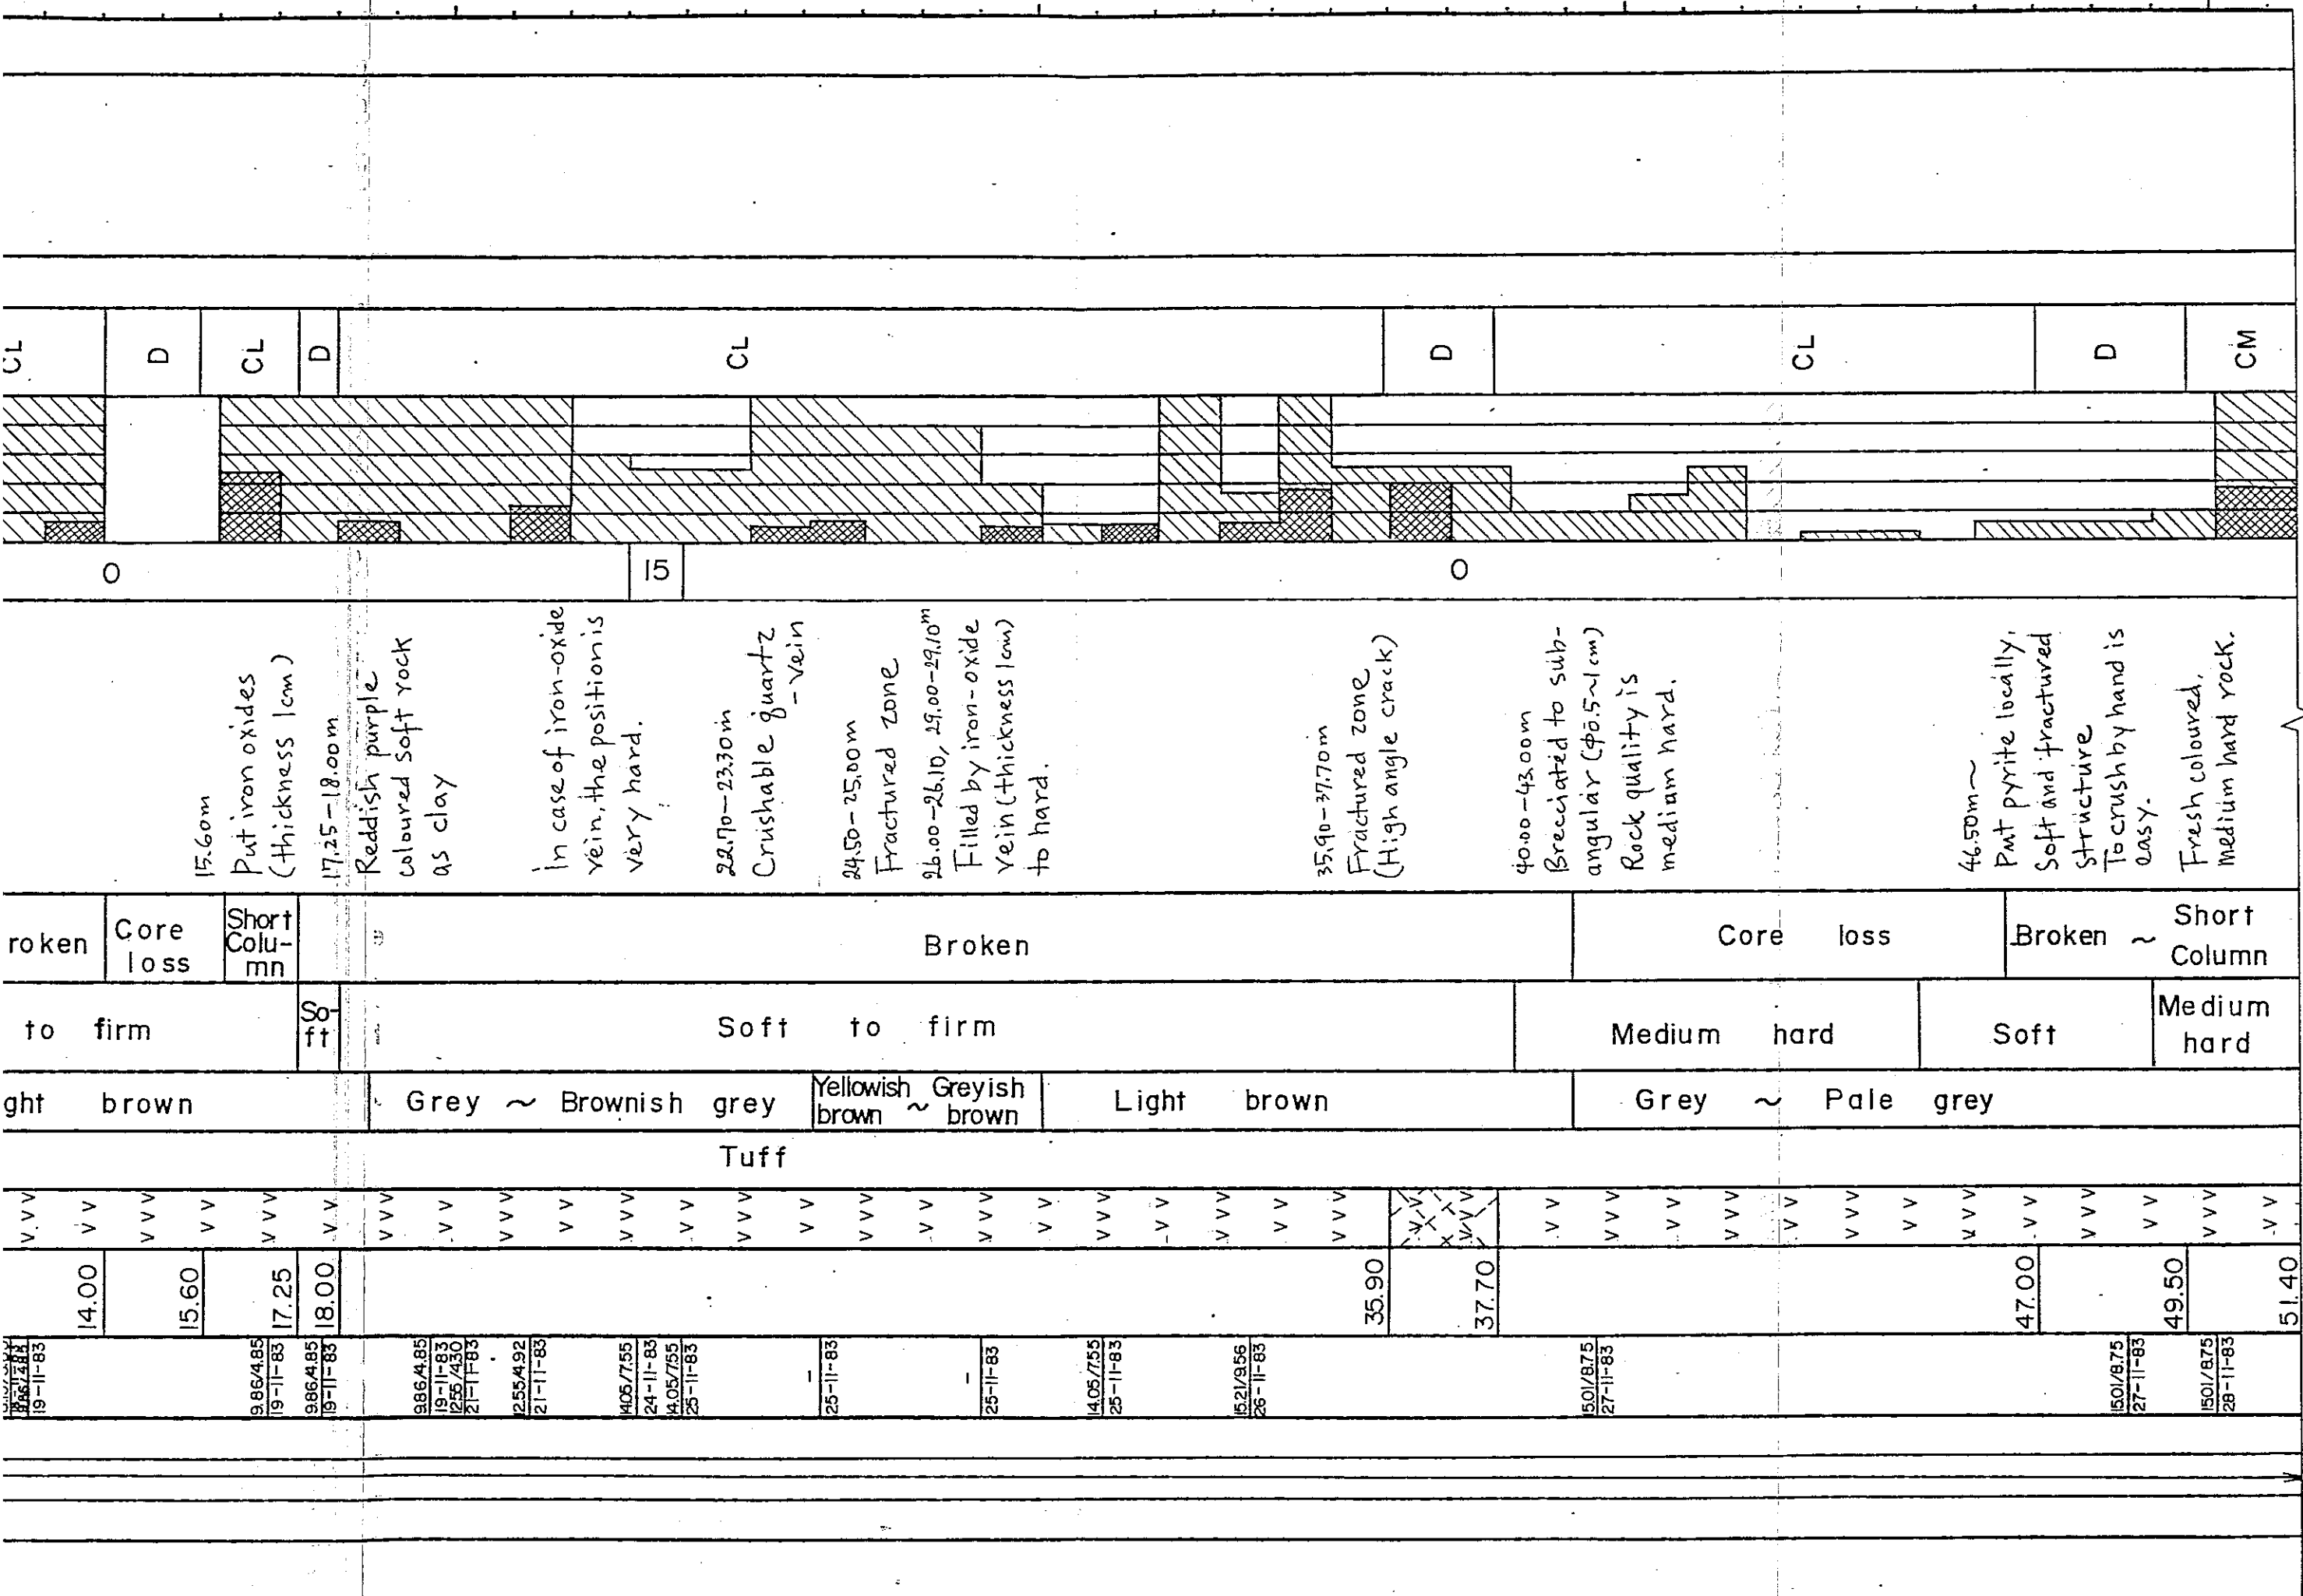 CL
D
CL
D
CL
D
CL
D
CM
0
15
0
15.60m
Put iron oxides
(thickness 1cm)
17.25-18.00m
Reddish purple
coloured soft rock
as clay
In case of iron-oxide
vein, the position is
very hard.
22.70-23.30m
Crushable quartz
-vein
24.50-25.00m
Fractured zone
26.00-26.10, 29.00-29.10m
Filled by iron-oxide
vein (thickness 1cm)
to hard.
35.90-37.70m
Fractured zone
(High angle crack)
40.00-43.00m
Breciated to sub-
angular (φ0.5~1cm)
Rock quality is
medium hard.
46.50m~
Put pyrite locally,
Soft and fractured
structure
To crush by hand is
easy.
Fresh coloured,
medium hard rock.
roken
Core
loss
Short
Colu-
mn
Broken
Core loss
Broken ~ Short
Column
to firm
So-
ft
Soft to firm
Medium hard
Soft
Medium
hard
ght brown
Grey ~ Brownish grey
Yellowish ~ Greyish
brown brown
Light brown
Grey ~ Pale grey
Tuff
14.00
15.60
17.25
18.00
35.90
37.70
47.00
49.50
51.40
19-11-83
9.86/4.85
19-11-83
9.86/4.85
19-11-83
9.86/4.85
19-11-83
12.55/4.30
21-11-83
12.55/4.92
21-11-83
14.05/7.55
24-11-83
14.05/7.55
25-11-83
-
25-11-83
-
25-11-83
14.05/7.55
25-11-83
15.21/9.56
26-11-83
15.01/8.75
27-11-83
15.01/8.75
27-11-83
15.01/8.75
28-11-83